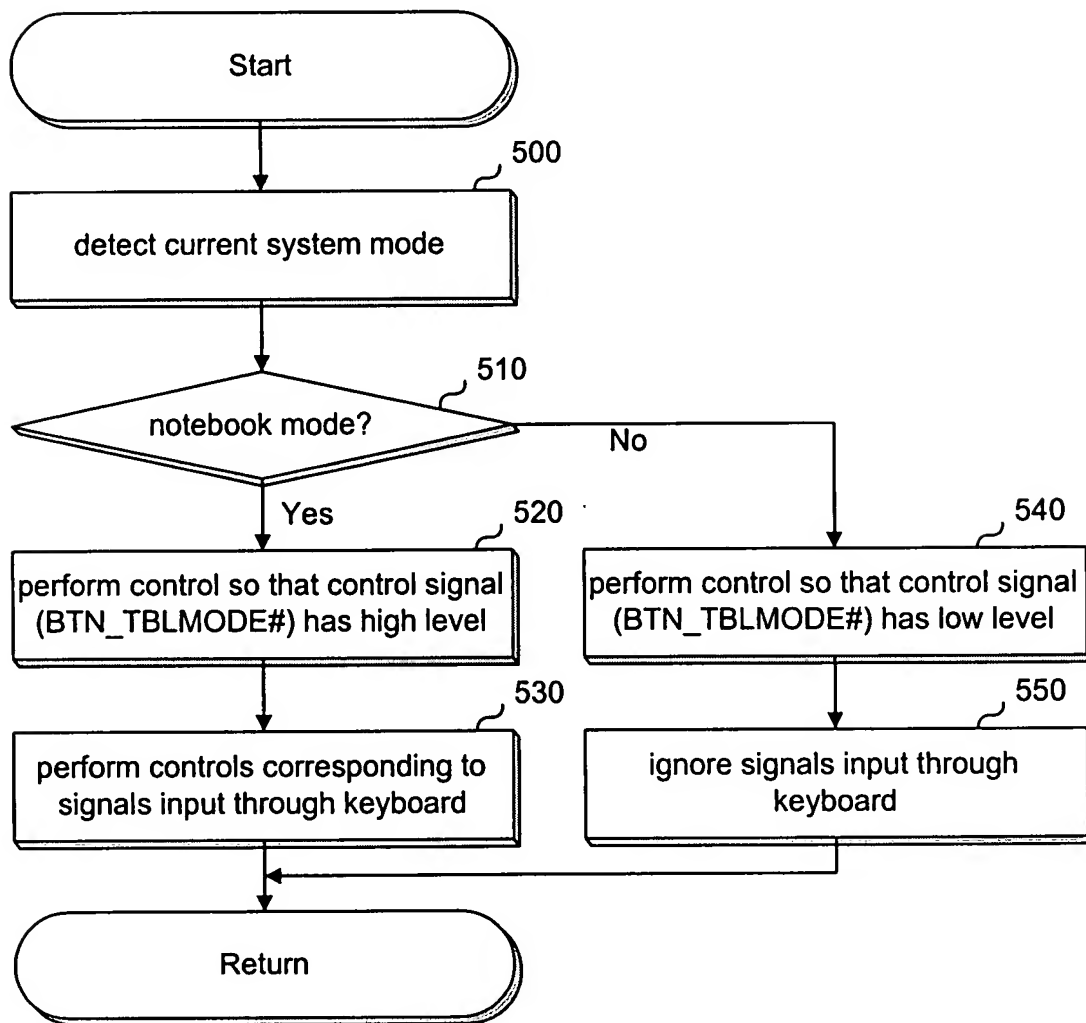 Start
500
detect current system mode
510
notebook mode?
No
Yes
520
perform control so that control signal
(BTN_TBLMODE#) has high level
540
perform control so that control signal
(BTN_TBLMODE#) has low level
530
perform controls corresponding to
signals input through keyboard
550
ignore signals input through
keyboard
Return